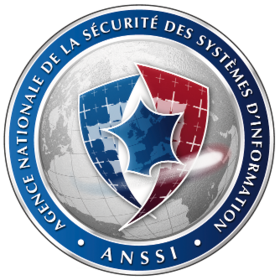 AGENCE NATIONALE DE LA SÉCURITÉ DES SYSTÈMES D'INFORMATION
ANSSI